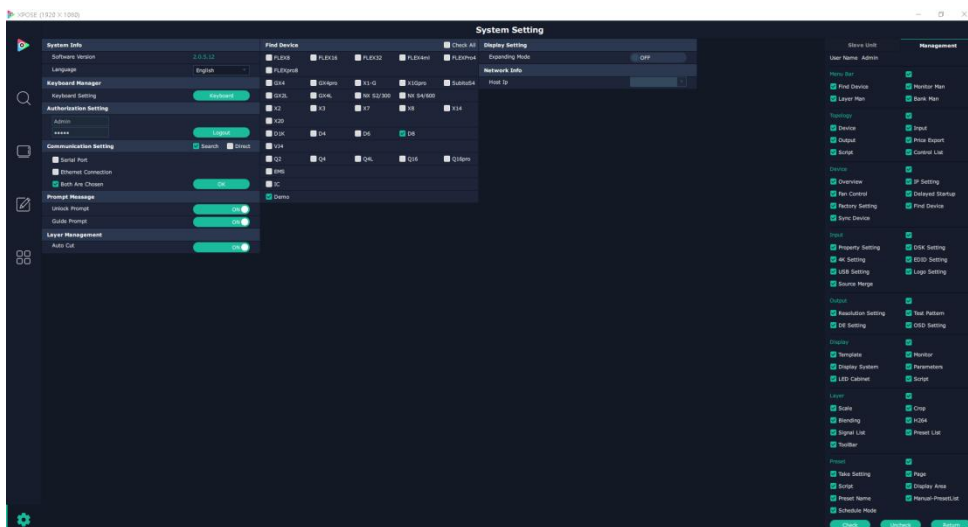 XPOSE (1920 X 1080)
System Setting
System Info
Software Version 2.0.5.12
Language English
Keyboard Manager
Keyboard Setting Keyboard
Authorization Setting
Admin
***** Logout
Communication Setting Search Direct
Serial Port
Ethernet Connection
Both Are Chosen OK
Prompt Message
Unlock Prompt ON
Guide Prompt ON
Layer Management
Auto Cut ON
Find Device Check All
FLEX8 FLEX16 FLEX32 FLEX4ml FLEXPro4
FLEXpro8
GX4 GX4pro X1-G X1Gpro Subito54
GX2L GX4L NX S2/300 NX S4/600
X2 X3 X7 X8 X14
X20
D1K D4 D6 D8
VJ4
Q2 Q4 Q4L Q16 Q16pro
EMS
IC
Demo
Display Setting
Expanding Mode OFF
Network Info
Host Ip
Slave Unit Management
User Name Admin
Menu Bar
Find Device Monitor Man
Layer Man Bank Man
Topology
Device Input
Output Price Export
Script Control List
Device
Overview IP Setting
Fan Control Delayed Startup
Factory Setting Find Device
Sync Device
Input
Property Setting DSK Setting
4K Setting EDID Setting
USB Setting Logo Setting
Source Merge
Output
Resolution Setting Test Pattern
DE Setting OSD Setting
Display
Template Monitor
Display System Parameters
LED Cabinet Script
Layer
Scale Crop
Blending H264
Signal List Preset List
ToolBar
Preset
Take Setting Page
Script Display Area
Preset Name Manual-PresetList
Schedule Mode
Check Uncheck Return